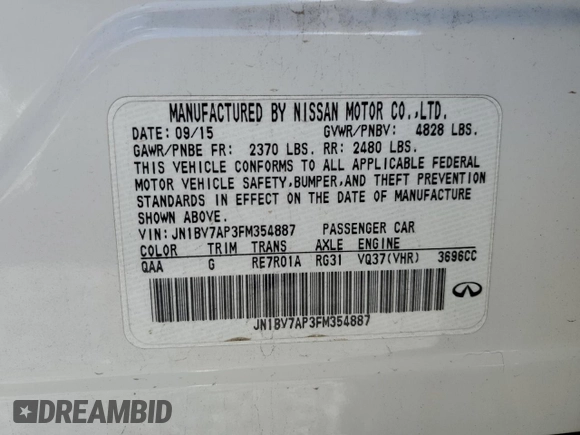 MANUFACTURED BY NISSAN MOTOR CO.,LTD.
DATE: 09/15 GVWR/PNBV: 4828 LBS.
GAWR/PNBE FR: 2370 LBS. RR: 2480 LBS.
THIS VEHICLE CONFORMS TO ALL APPLICABLE FEDERAL
MOTOR VEHICLE SAFETY,BUMPER,AND THEFT PREVENTION
STANDARDS IN EFFECT ON THE DATE OF MANUFACTURE
SHOWN ABOVE.
VIN: JN1BV7AP3FM354887 PASSENGER CAR
COLOR TRIM TRANS AXLE ENGINE
QAA G RE7R01A RG31 VQ37(VHR) 3696CC
JN1BV7AP3FM354887
DREAMBID